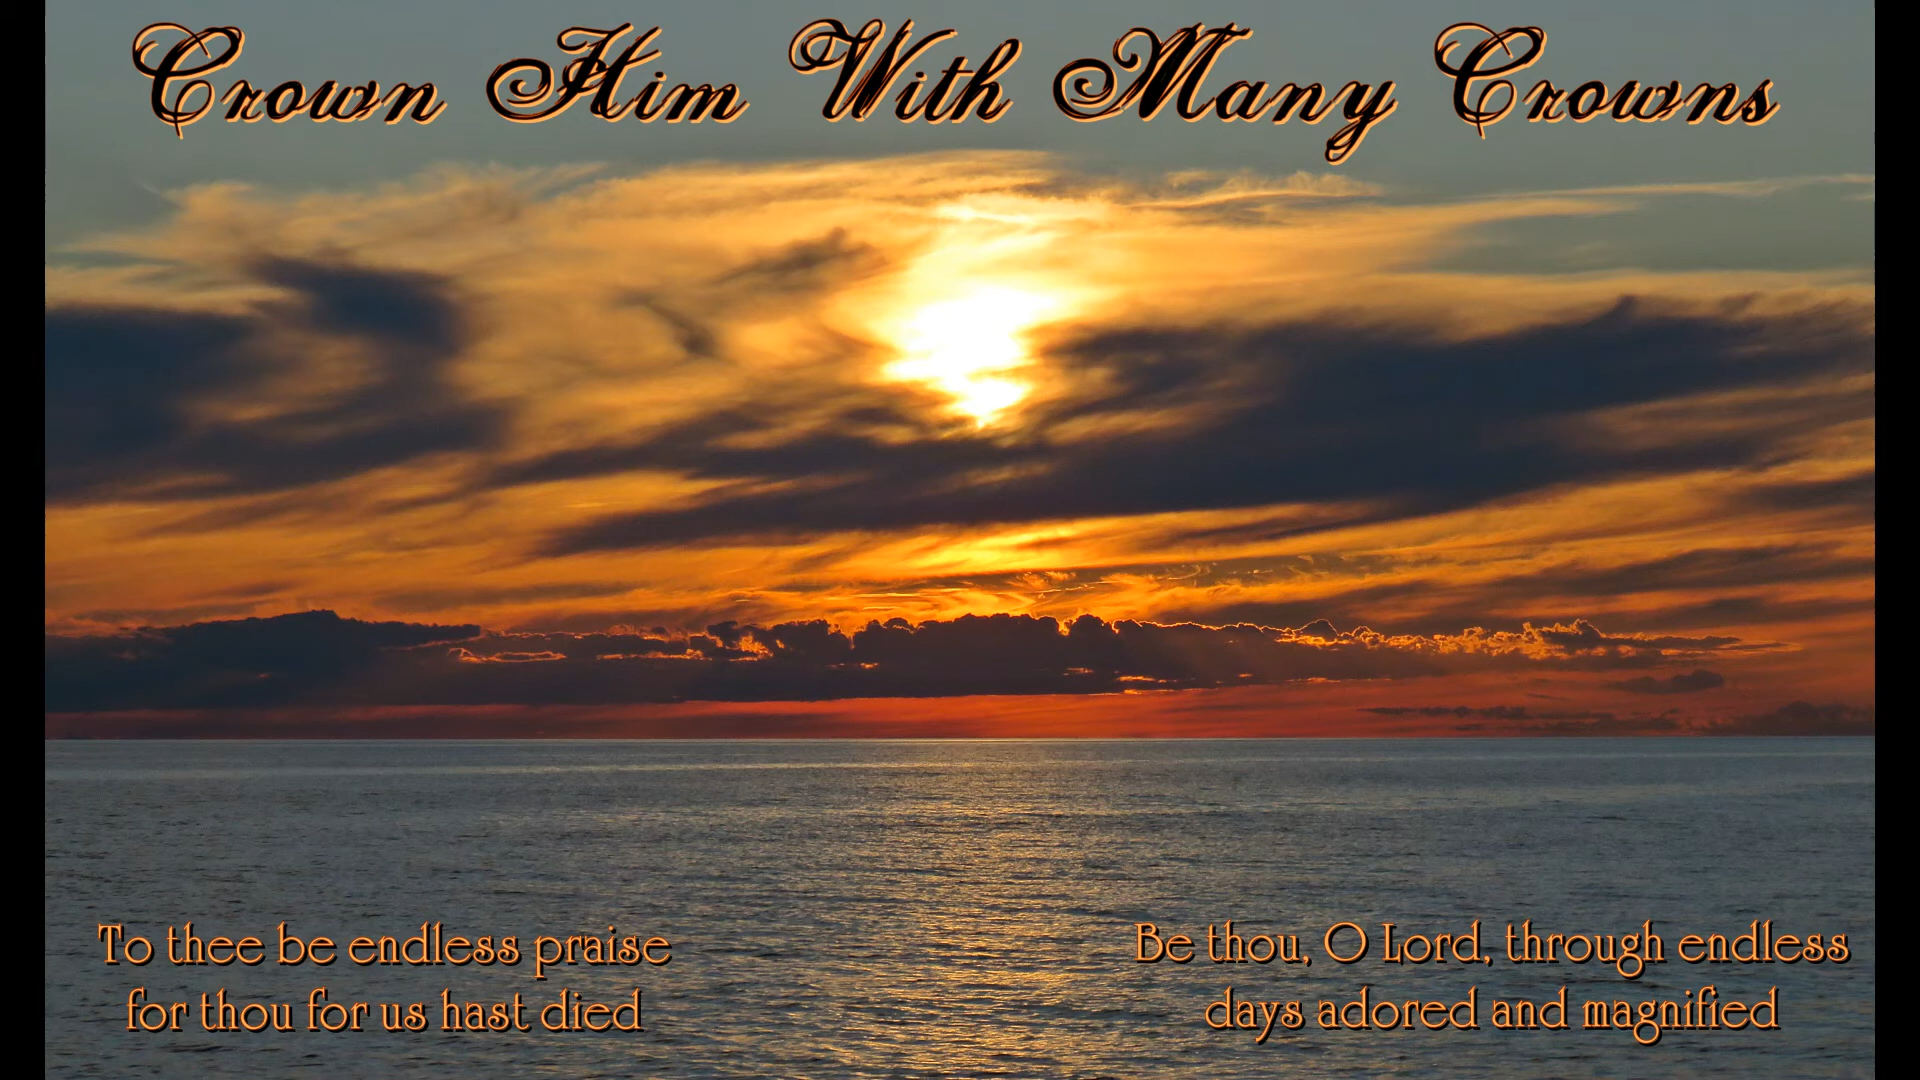 Crown Him With Many Crowns
To thee be endless praise
for thou for us hast died
Be thou, O Lord, through endless
days adored and magnified